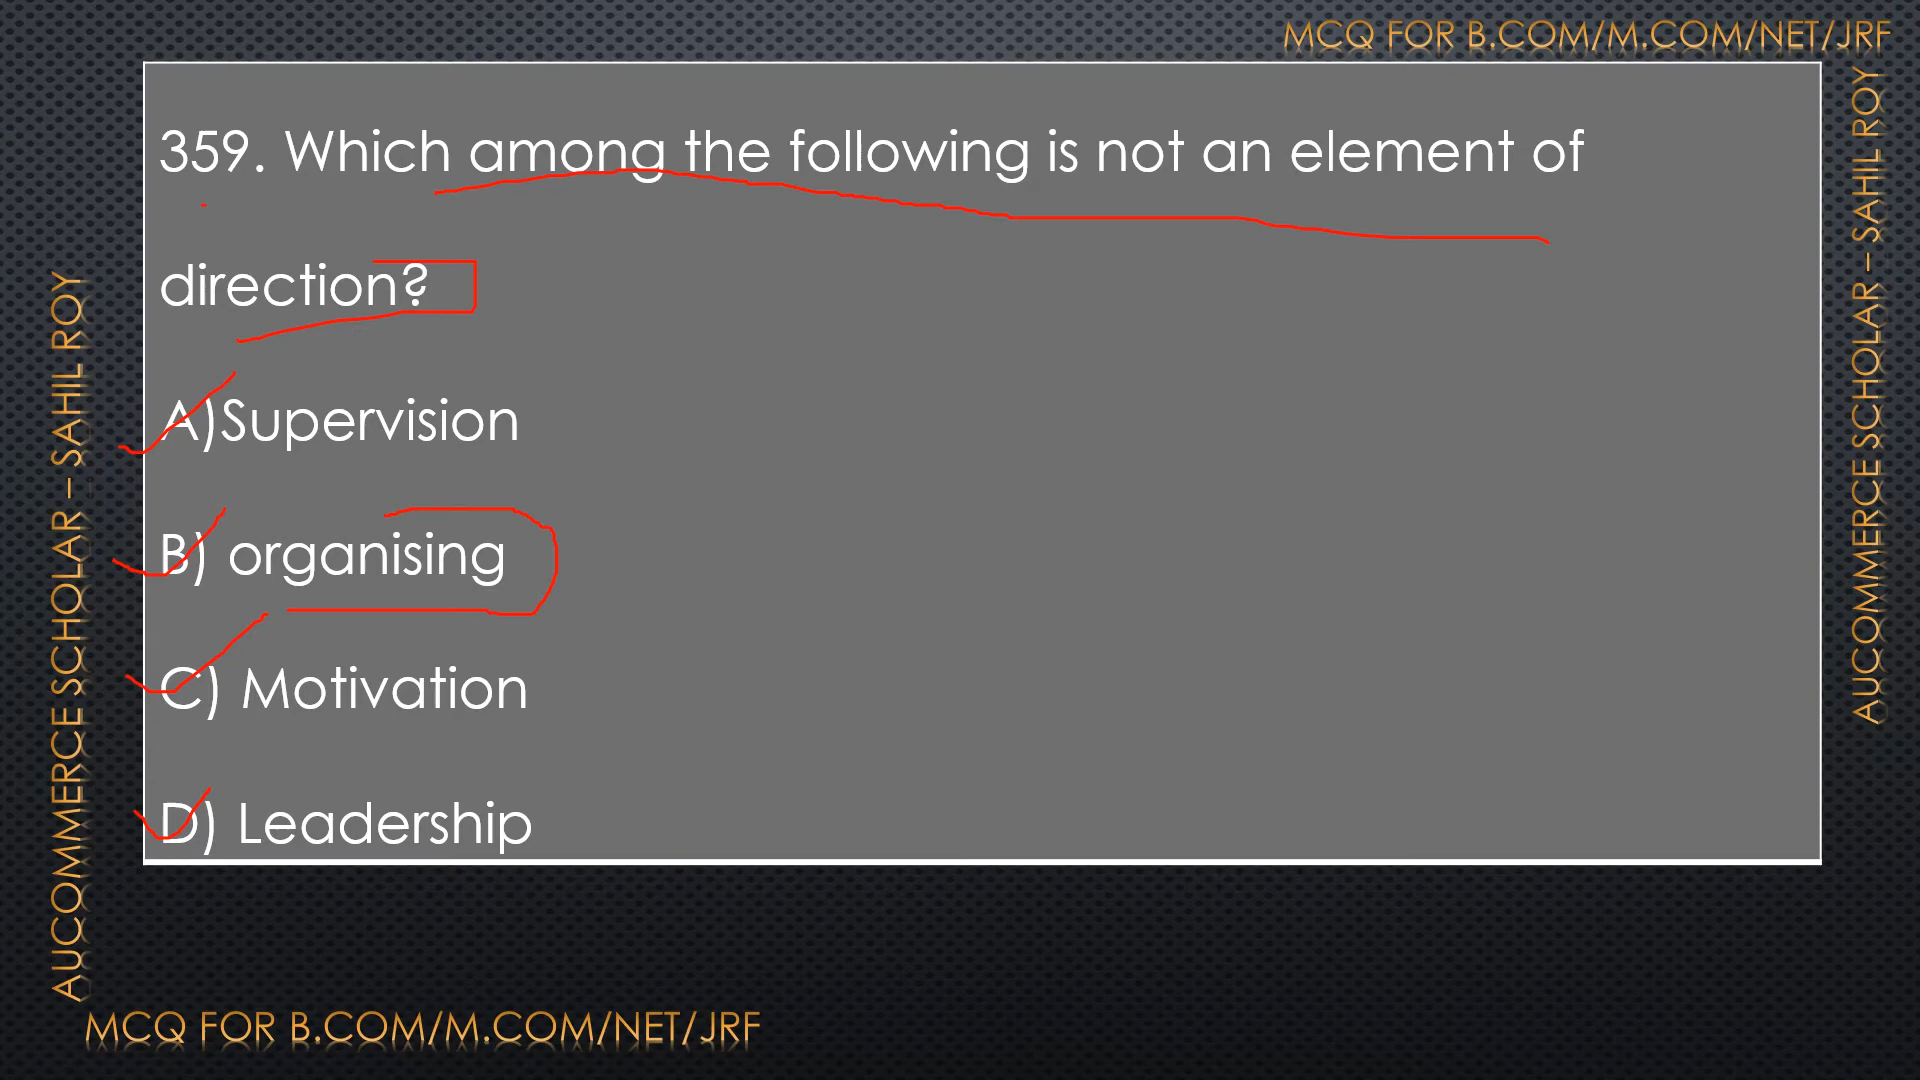 MCQ FOR B.COM/M.COM/NET/JRF
359. Which among the following is not an element of
direction?
A)Supervision
B) organising
C) Motivation
D) Leadership
AUCOMMERCE SCHOLAR – SAHIL ROY
AUCOMMERCE SCHOLAR – SAHIL ROY
MCQ FOR B.COM/M.COM/NET/JRF